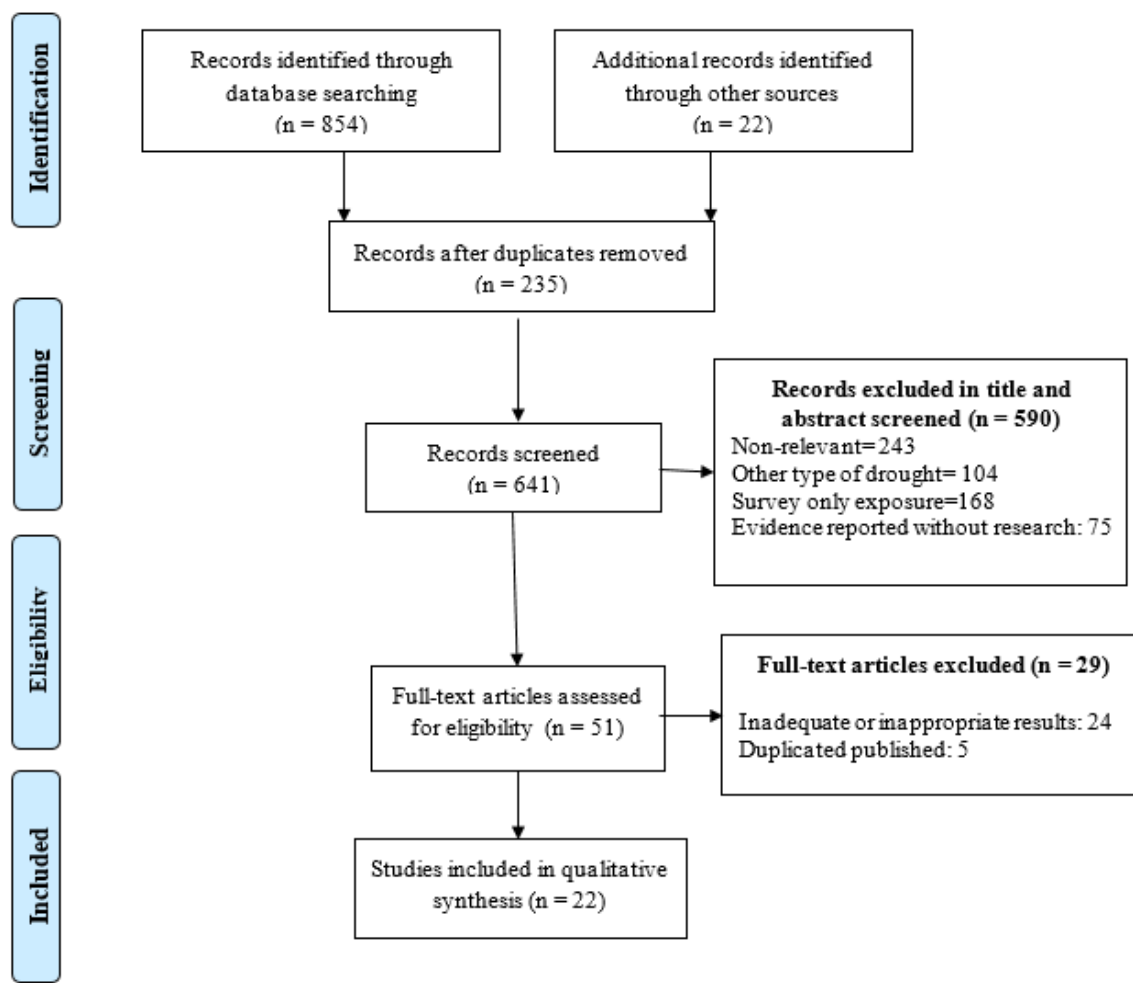 Identification
Records identified through
database searching
(n = 854)
Additional records identified
through other sources
(n = 22)
Records after duplicates removed
(n = 235)
Screening
Records screened
(n = 641)
Records excluded in title and
abstract screened (n = 590)
Non-relevant=243
Other type of drought= 104
Survey only exposure=168
Evidence reported without research: 75
Eligibility
Full-text articles assessed
for eligibility (n = 51)
Full-text articles excluded (n = 29)
Inadequate or inappropriate results: 24
Duplicated published: 5
Included
Studies included in qualitative
synthesis (n = 22)